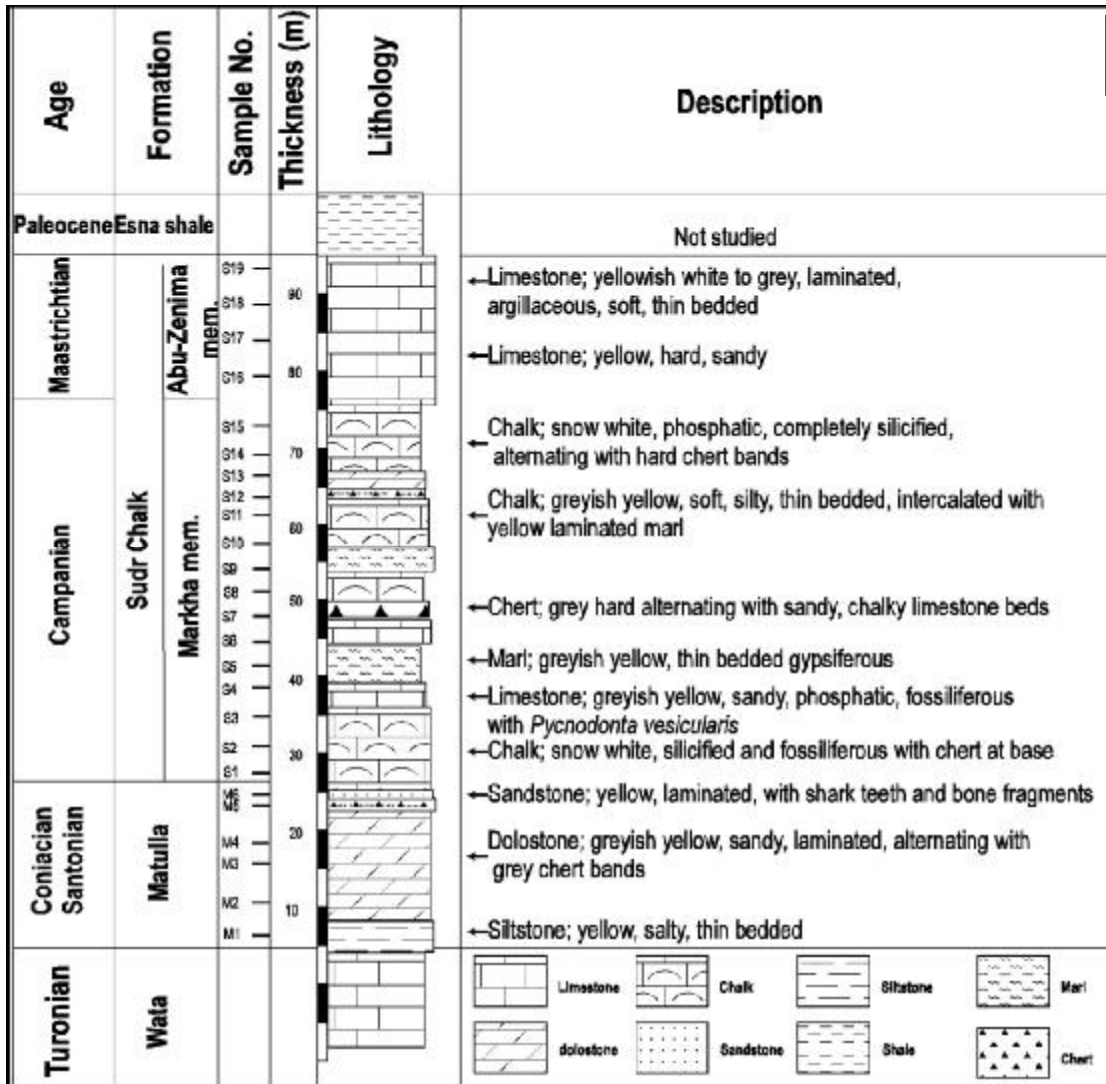 Age
Formation
Sample No.
Thickness (m)
Lithology
Description
Paleocene
Esna shale
Not studied
Maastrichtian
Campanian
Coniacian
Santonian
Turonian
Sudr Chalk
Abu-Zenima
mem.
Markha mem.
Matulla
Wata
S19
S18
S17
S16
S15
S14
S13
S12
S11
S10
S9
S8
S7
S6
S5
S4
S3
S2
S1
M6
M5
M4
M3
M2
M1
90
80
70
60
50
40
30
20
10
Limestone; yellowish white to grey, laminated,
argillaceous, soft, thin bedded
Limestone; yellow, hard, sandy
Chalk; snow white, phosphatic, completely silicified,
alternating with hard chert bands
Chalk; greyish yellow, soft, silty, thin bedded, intercalated with
yellow laminated marl
Chert; grey hard alternating with sandy, chalky limestone beds
Marl; greyish yellow, thin bedded gypsiferous
Limestone; greyish yellow, sandy, phosphatic, fossiliferous
with Pycnodonta vesicularis
Chalk; snow white, silicified and fossiliferous with chert at base
Sandstone; yellow, laminated, with shark teeth and bone fragments
Dolostone; greyish yellow, sandy, laminated, alternating with
grey chert bands
Siltstone; yellow, salty, thin bedded
Limestone
Chalk
Siltstone
Marl
dolostone
Sandstone
Shale
Chert